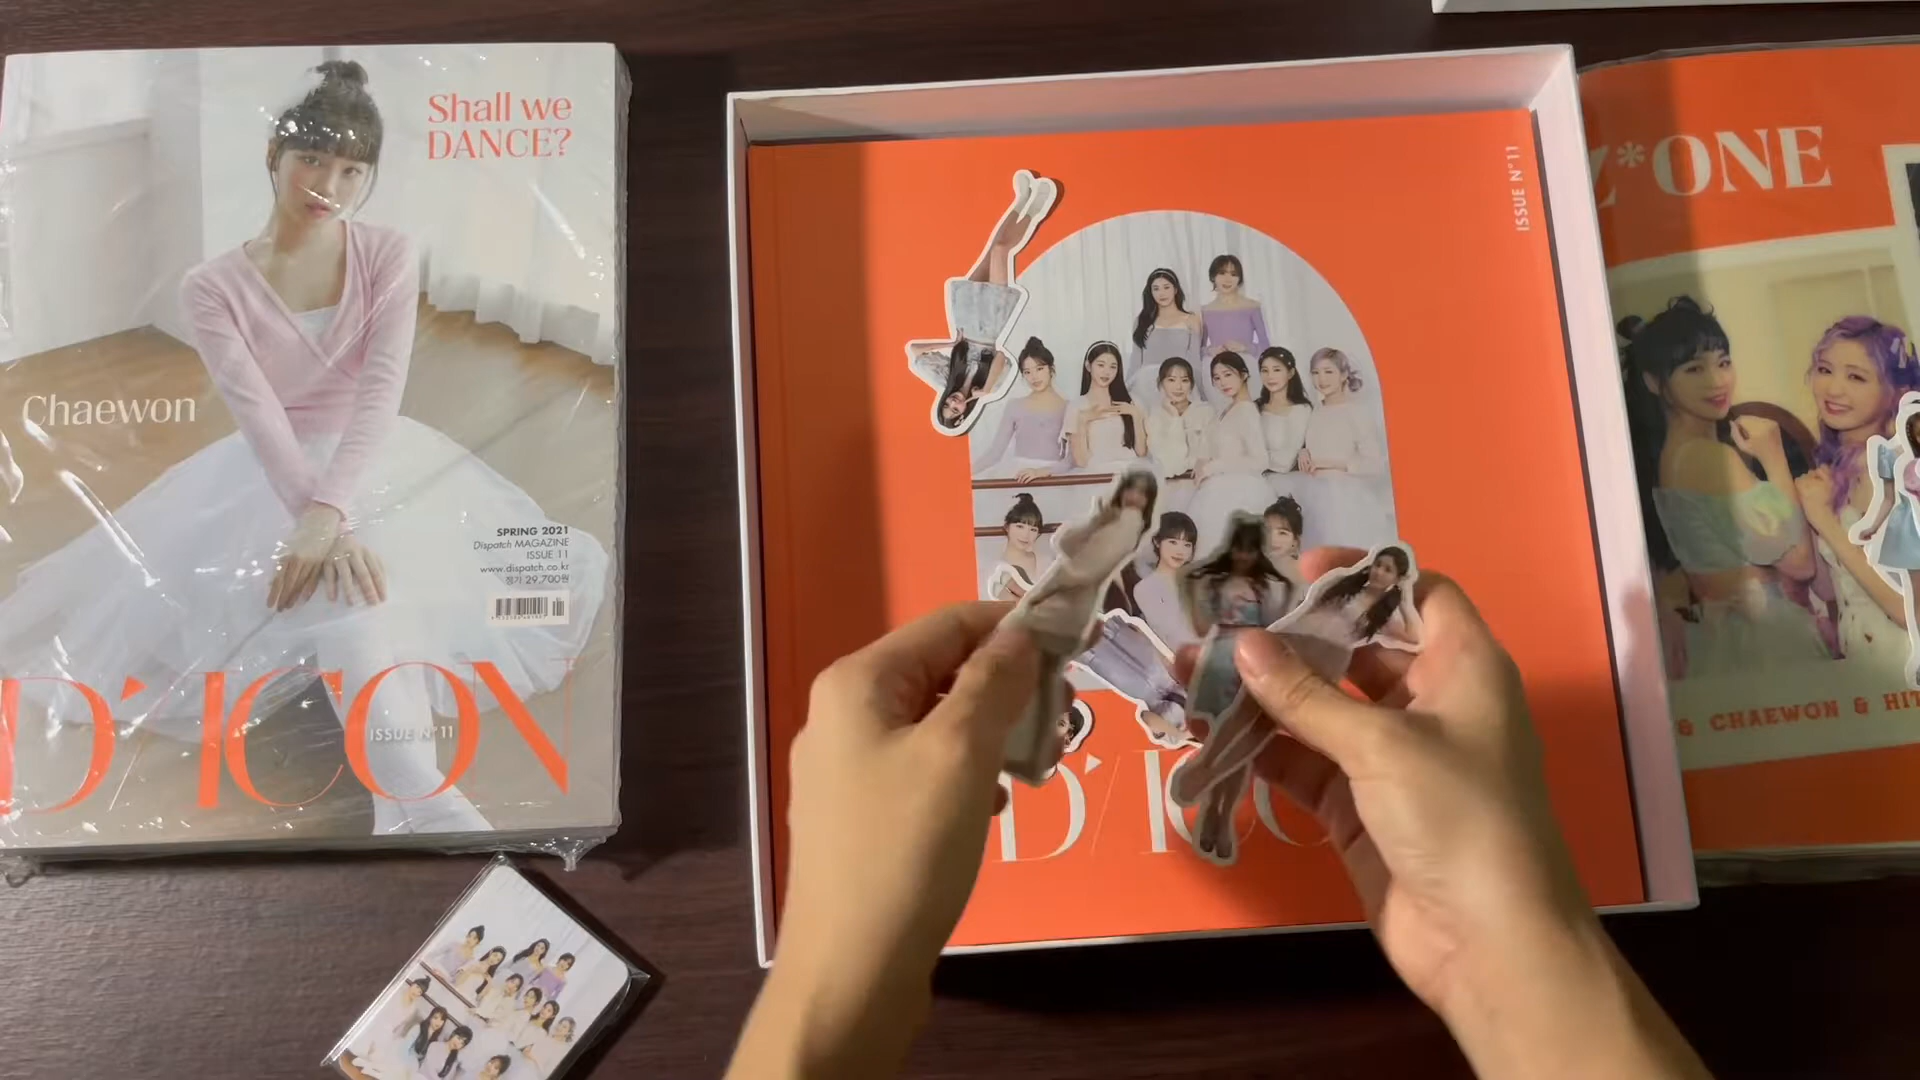 Shall we
DANCE?
Chaewon
SPRING 2021
Dispatch MAGAZINE
ISSUE 11
www.dispatch.co.kr
정가 29,700원
D/ICON
ISSUE N°11
ISSUE N°11
D/ICO
Z*ONE
& CHAEWON & HIT